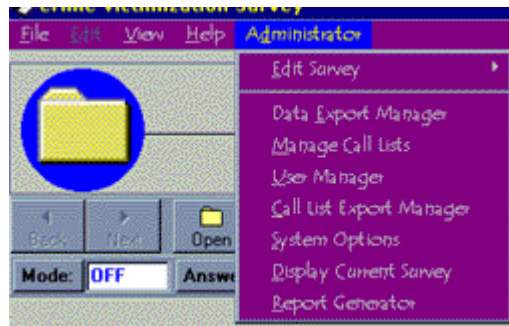 Crime Victimization Survey
File Edit View Help Administrator
Edit Survey
Data Export Manager
Manage Call Lists
User Manager
Call List Export Manager
System Options
Display Current Survey
Report Generator
Back Next Open
Mode: OFF Answe